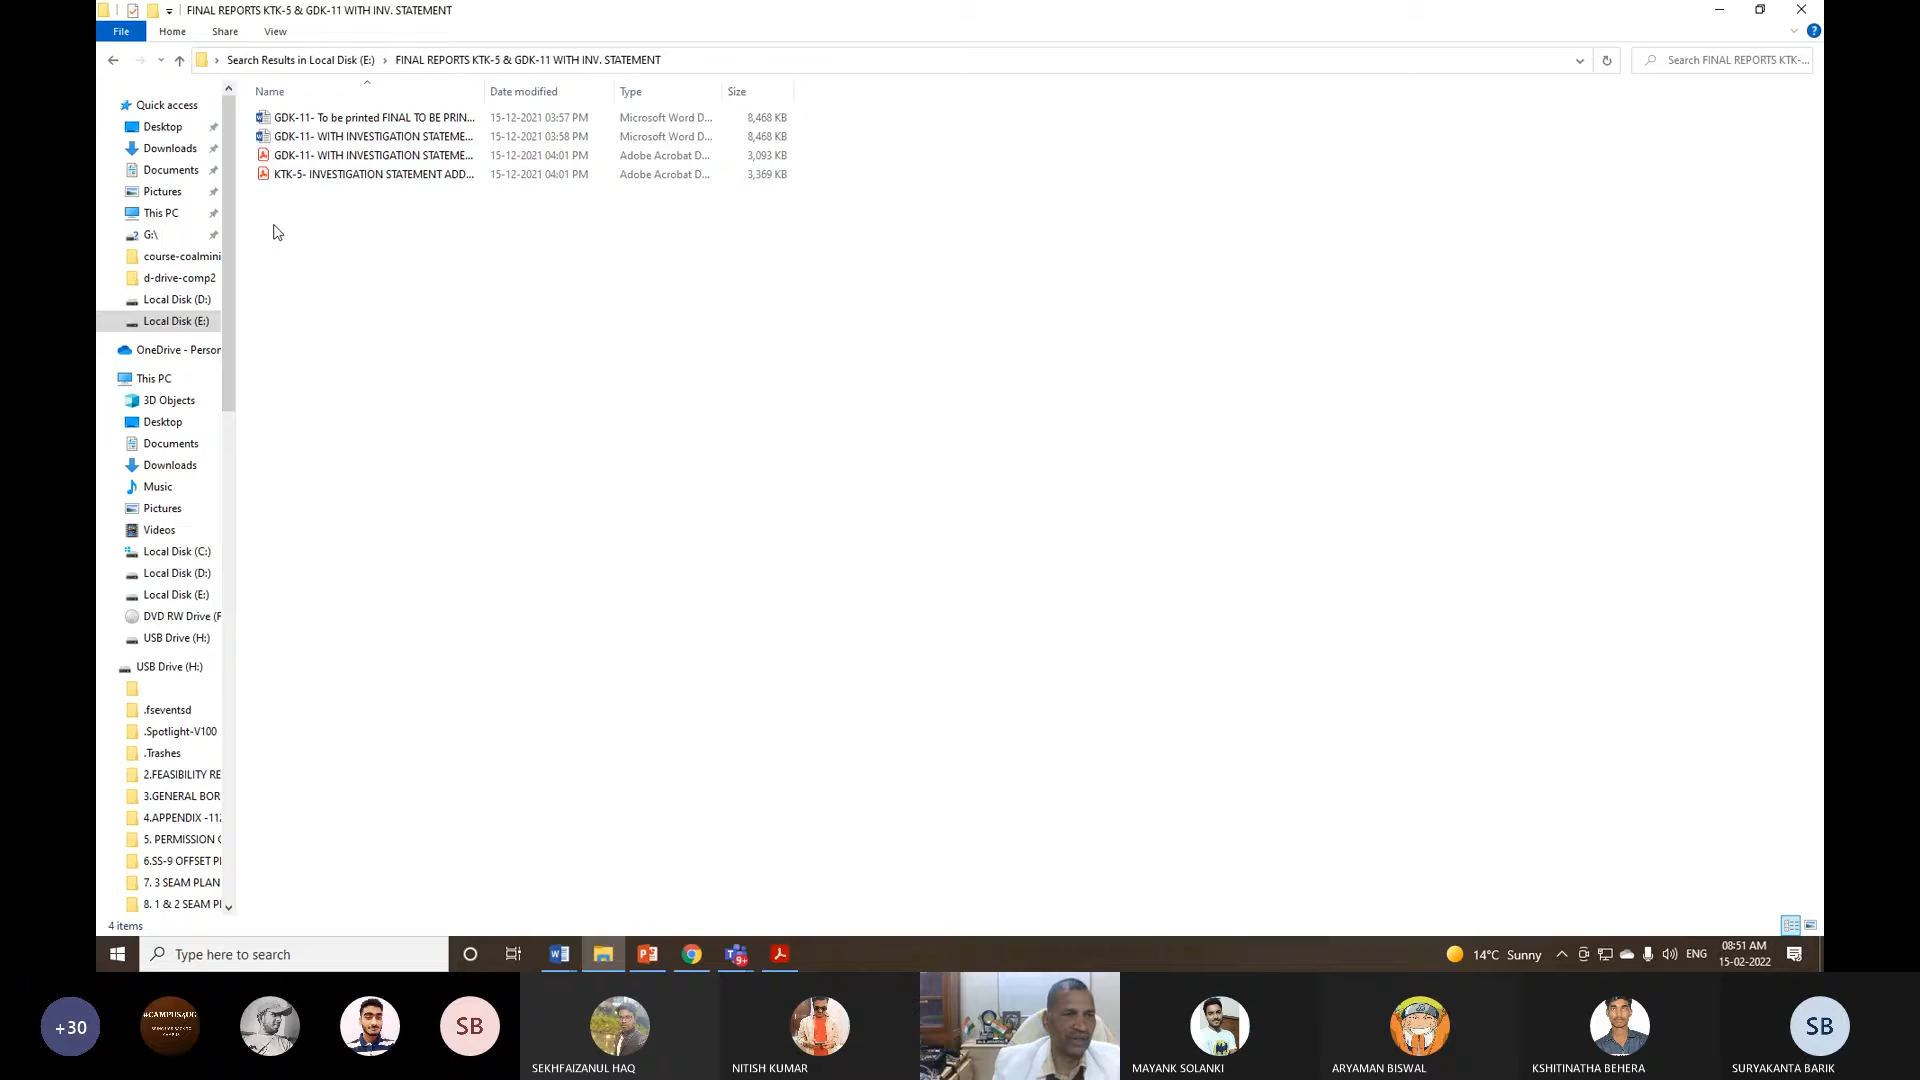 FINAL REPORTS KTK-5 & GDK-11 WITH INV. STATEMENT
File Home Share View
Search Results in Local Disk (E:) FINAL REPORTS KTK-5 & GDK-11 WITH INV. STATEMENT
Search FINAL REPORTS KTK-...
Name Date modified Type Size
GDK-11- To be printed FINAL TO BE PRIN... 15-12-2021 03:57 PM Microsoft Word D... 8,468 KB
GDK-11- WITH INVESTIGATION STATEME... 15-12-2021 03:58 PM Microsoft Word D... 8,468 KB
GDK-11- WITH INVESTIGATION STATEME... 15-12-2021 04:01 PM Adobe Acrobat D... 3,093 KB
KTK-5- INVESTIGATION STATEMENT ADD... 15-12-2021 04:01 PM Adobe Acrobat D... 3,369 KB
Quick access
Desktop
Downloads
Documents
Pictures
This PC
G:\
course-coalmini
d-drive-comp2
Local Disk (D:)
Local Disk (E:)
OneDrive - Person
This PC
3D Objects
Desktop
Documents
Downloads
Music
Pictures
Videos
Local Disk (C:)
Local Disk (D:)
Local Disk (E:)
DVD RW Drive (F
USB Drive (H:)
USB Drive (H:)
.fseventsd
.Spotlight-V100
.Trashes
2.FEASIBILITY RE
3.GENERAL BOR
4.APPENDIX -112
5. PERMISSION
6.SS-9 OFFSET P
7. 3 SEAM PLAN
8. 1 & 2 SEAM P
4 items
Type here to search
9+
14°C Sunny
ENG
08:51 AM
15-02-2022
+30
#CAMPUS4UG
SB
SEKHFAIZANUL HAQ
NITISH KUMAR
MAYANK SOLANKI
ARYAMAN BISWAL
KSHITINATHA BEHERA
SB
SURYAKANTA BARIK